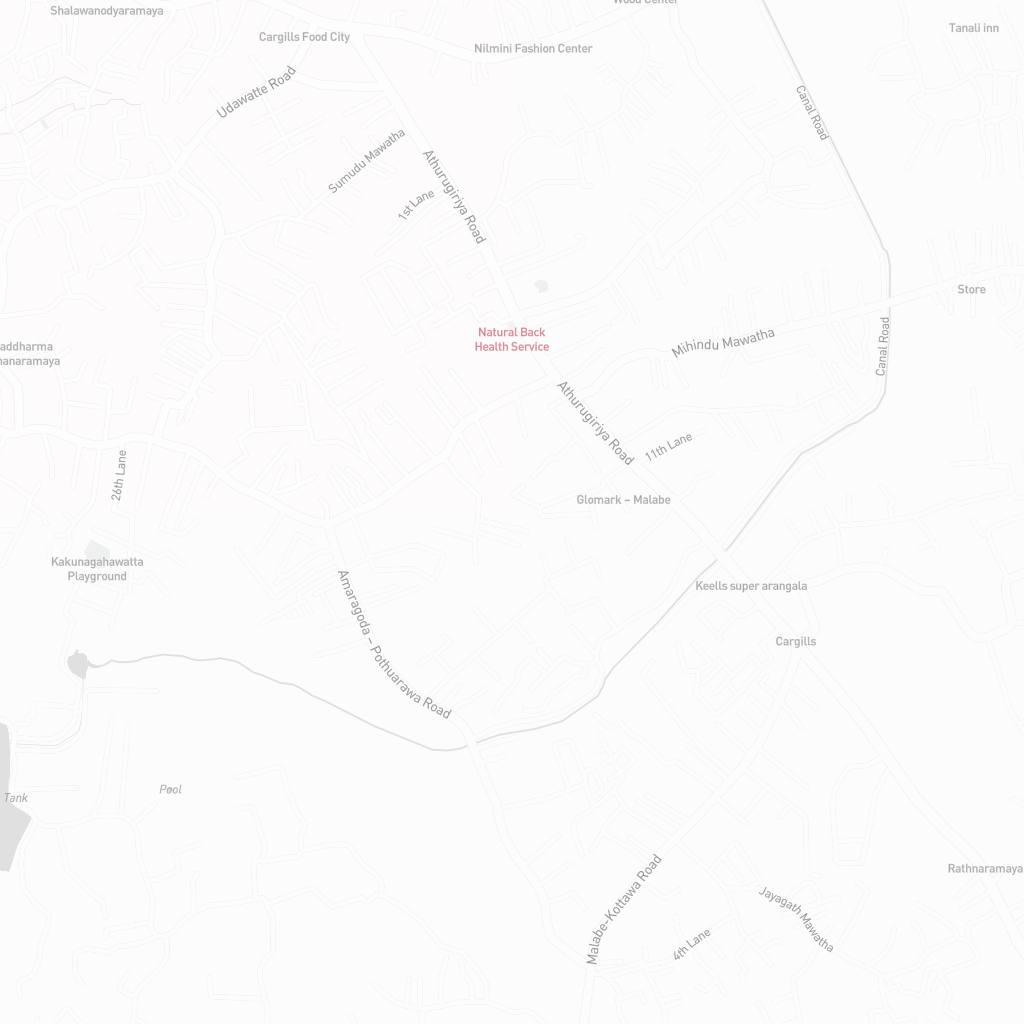 Wood Center
Shalawanodyaramaya
Tanali inn
Cargills Food City
Nilmini Fashion Center
Udawatte Road
Canal Road
Sumudu Mawatha
Athurugiriya Road
1st Lane
Store
Natural Back
Health Service
Mihindu Mawatha
Canal Road
addharma
nanaramaya
Athurugiriya Road
11th Lane
26th Lane
Glomark – Malabe
Kakunagahawatta
Playground
Keells super arangala
Amaragoda – Pothuarawa Road
Cargills
Pool
Tank
Rathnaramaya
Malabe-Kottawa Road
Jayagath Mawatha
4th Lane